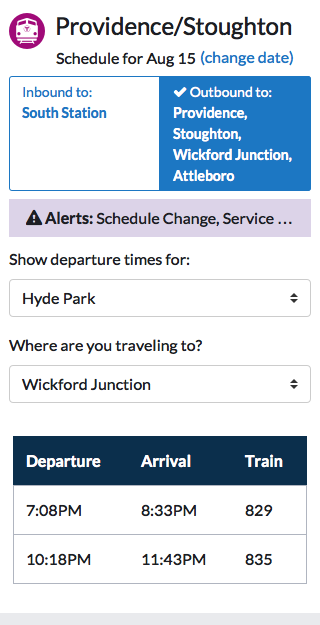 Providence/Stoughton
Schedule for Aug 15 (change date)
Inbound to:
South Station
Outbound to:
Providence,
Stoughton,
Wickford Junction,
Attleboro
Alerts: Schedule Change, Service ...
Show departure times for:
Hyde Park
Where are you traveling to?
Wickford Junction
Departure Arrival Train
7:08PM 8:33PM 829
10:18PM 11:43PM 835